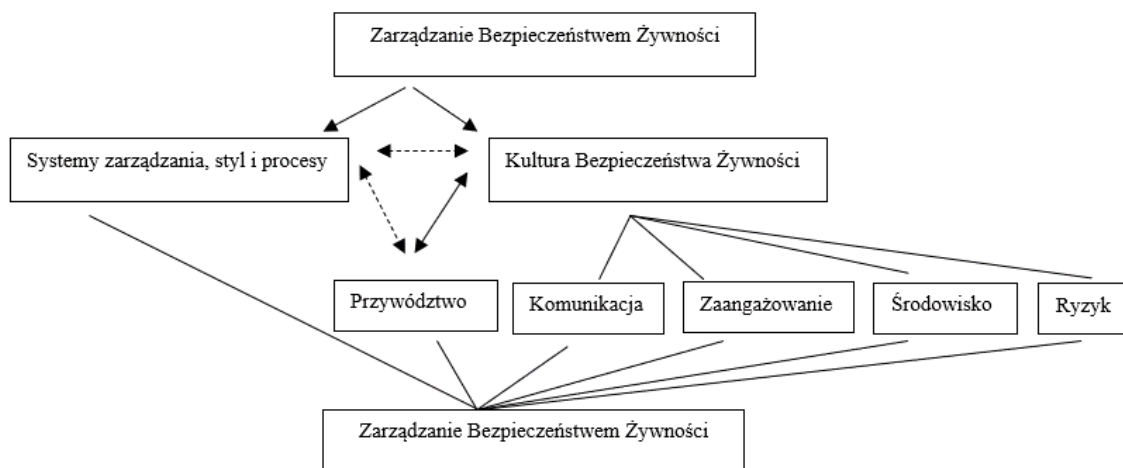 Zarządzanie Bezpieczeństwem Żywności
Systemy zarządzania, styl i procesy
Kultura Bezpieczeństwa Żywności
Przywództwo
Komunikacja
Zaangażowanie
Środowisko
Ryzyk
Zarządzanie Bezpieczeństwem Żywności